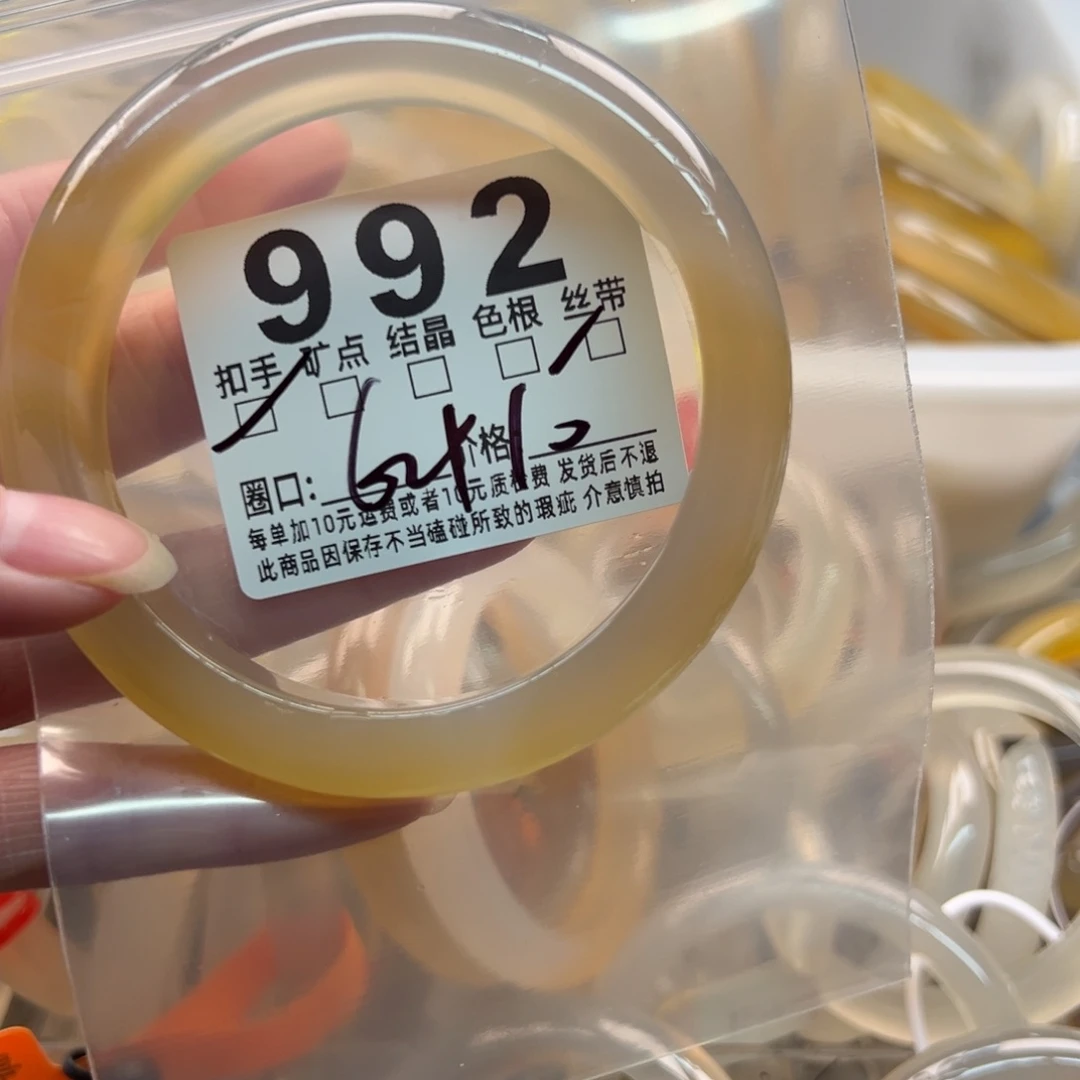 992
扣手 矿点 结晶 色根 丝带
圈口: 价格
每单加10元运费或者10元质检费 发货后不退
此商品因保存不当磕碰所致的瑕疵 介意慎拍